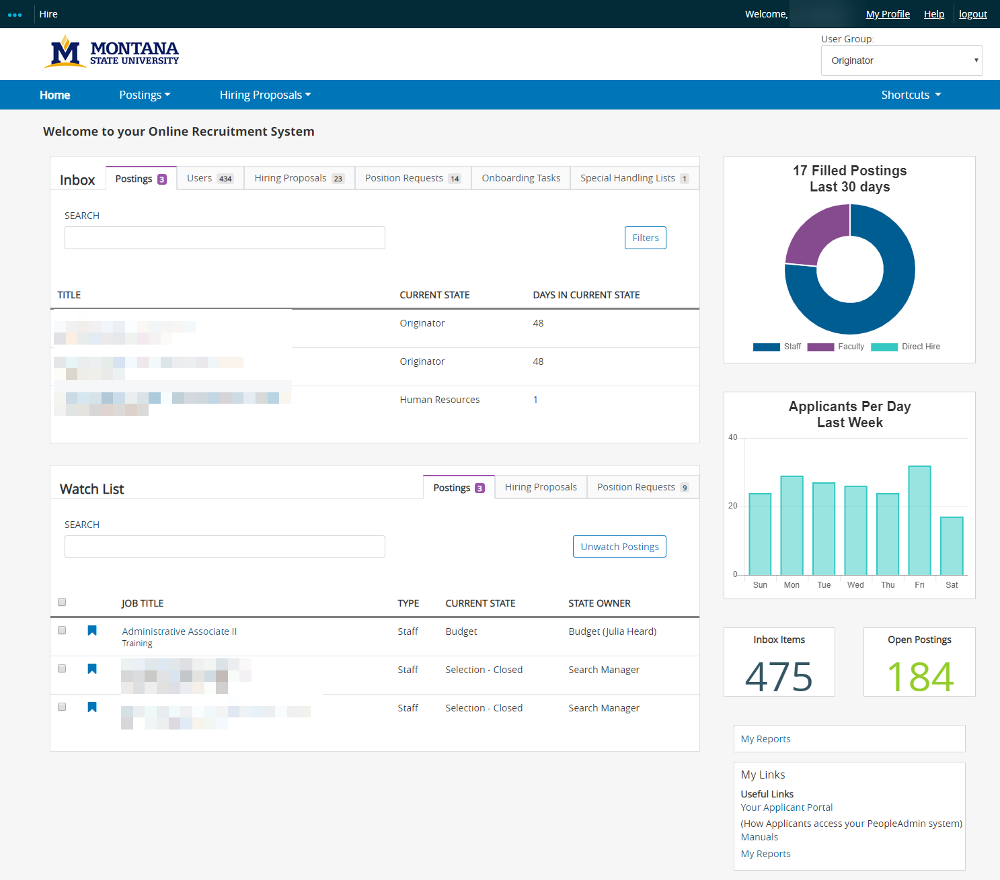 Hire
Welcome, My Profile Help logout
MONTANA
STATE UNIVERSITY
User Group:
Originator
Home Postings Hiring Proposals Shortcuts
Welcome to your Online Recruitment System
Inbox Postings 3 Users 434 Hiring Proposals 23 Position Requests 14 Onboarding Tasks Special Handling Lists 1
SEARCH
Filters
TITLE CURRENT STATE DAYS IN CURRENT STATE
Originator 48
Originator 48
Human Resources 1
Watch List Postings 3 Hiring Proposals Position Requests 9
SEARCH
Unwatch Postings
JOB TITLE TYPE CURRENT STATE STATE OWNER
Administrative Associate II Staff Budget Budget (Julia Heard)
Training
Staff Selection - Closed Search Manager
Staff Selection - Closed Search Manager
17 Filled Postings
Last 30 days
Staff Faculty Direct Hire
Applicants Per Day
Last Week
40
20
0
Sun Mon Tue Wed Thu Fri Sat
Inbox Items Open Postings
475 184
My Reports
My Links
Useful Links
Your Applicant Portal
(How Applicants access your PeopleAdmin system)
Manuals
My Reports